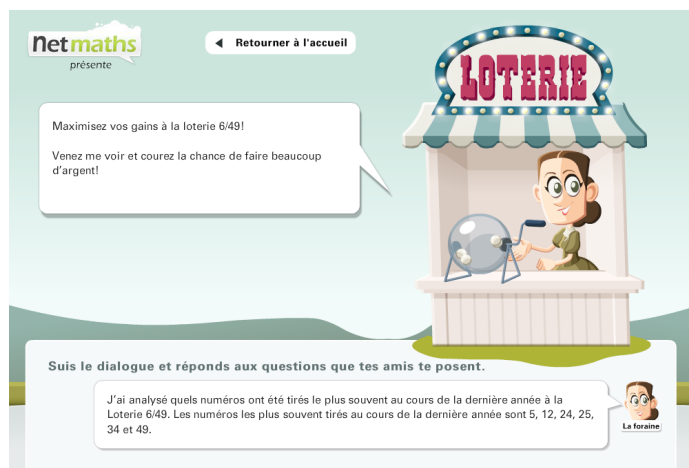 Netmaths
présente
Retourner à l'accueil
LOTERIE
Maximisez vos gains à la loterie 6/49!
Venez me voir et courez la chance de faire beaucoup
d'argent!
Suis le dialogue et réponds aux questions que tes amis te posent.
J'ai analysé quels numéros ont été tirés le plus souvent au cours de la dernière année à la
Loterie 6/49. Les numéros les plus souvent tirés au cours de la dernière année sont 5, 12, 24, 25,
34 et 49.
La foraine